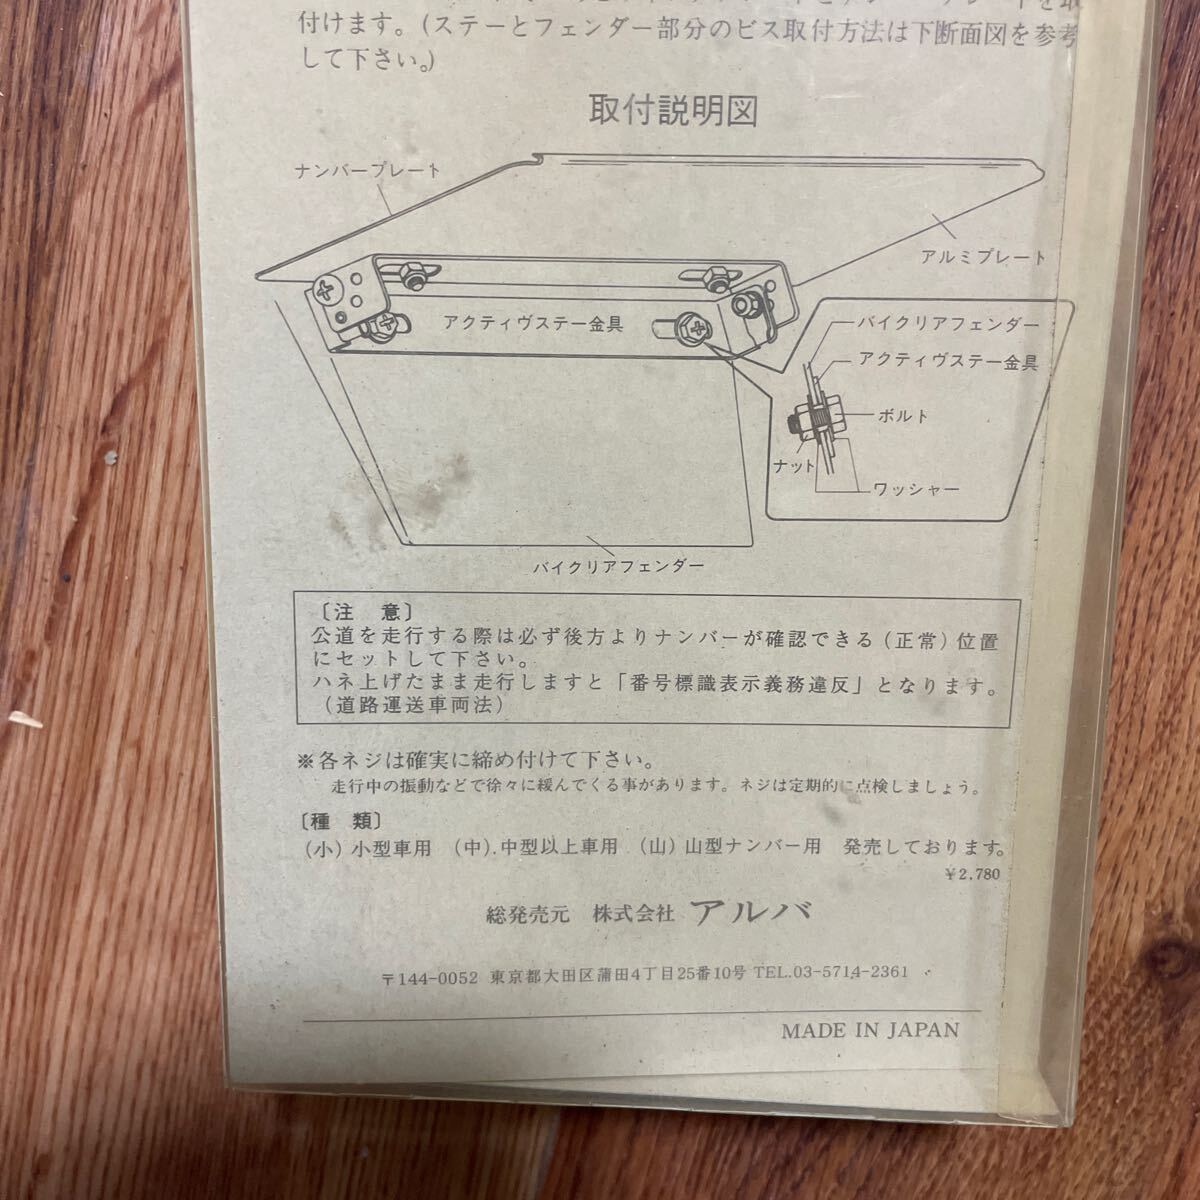 付けます。(ステーとフェンダー部分のビス取付方法は下断面図を参考
して下さい。)
取付説明図
ナンバープレート
アルミプレート
アクティヴステー金具
バイクリアフェンダー
アクティヴステー金具
ボルト
ナット
ワッシャー
バイクリアフェンダー
〔注　意〕
公道を走行する際は必ず後方よりナンバーが確認できる(正常)位置
にセットして下さい。
ハネ上げたまま走行しますと「番号標識表示義務違反」となります。
(道路運送車両法)
※各ネジは確実に締め付けて下さい。
走行中の振動などで徐々に緩んでくる事があります。ネジは定期的に点検しましょう。
〔種　類〕
(小)小型車用　(中).中型以上車用　(山)山型ナンバー用　発売しております。
¥2,780
総発売元　株式会社 アルバ
〒144-0052 東京都大田区蒲田4丁目25番10号 TEL.03-5714-2361
MADE IN JAPAN